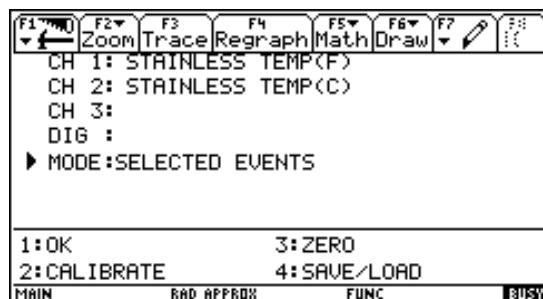 F1 F2 F3 F4 F5 F6 F7
Zoom Trace Regraph Math Draw
CH 1: STAINLESS TEMP(F)
CH 2: STAINLESS TEMP(C)
CH 3:
DIG :
MODE:SELECTED EVENTS
1:OK 3:ZERO
2:CALIBRATE 4:SAVE/LOAD
MAIN RAD APPROX FUNC BUSY